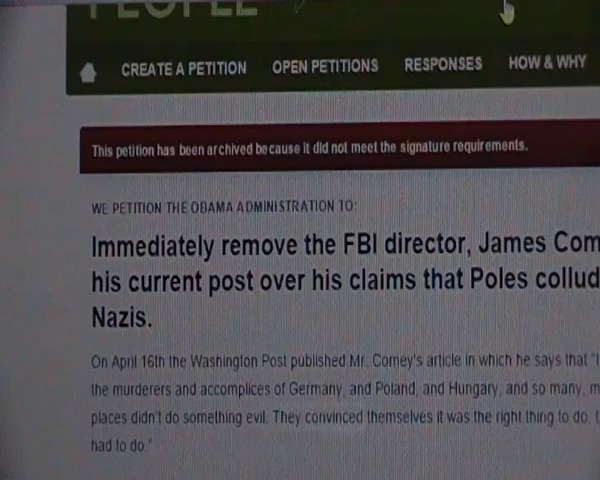 PEOPLE
CREATE A PETITION OPEN PETITIONS RESPONSES HOW & WHY
This petition has been archived because it did not meet the signature requirements.
WE PETITION THE OBAMA ADMINISTRATION TO:
Immediately remove the FBI director, James Com
his current post over his claims that Poles collud
Nazis.
On April 16th the Washington Post published Mr. Comey's article in which he says that "I
the murderers and accomplices of Germany, and Poland, and Hungary, and so many, m
places didn't do something evil. They convinced themselves it was the right thing to do, t
had to do."